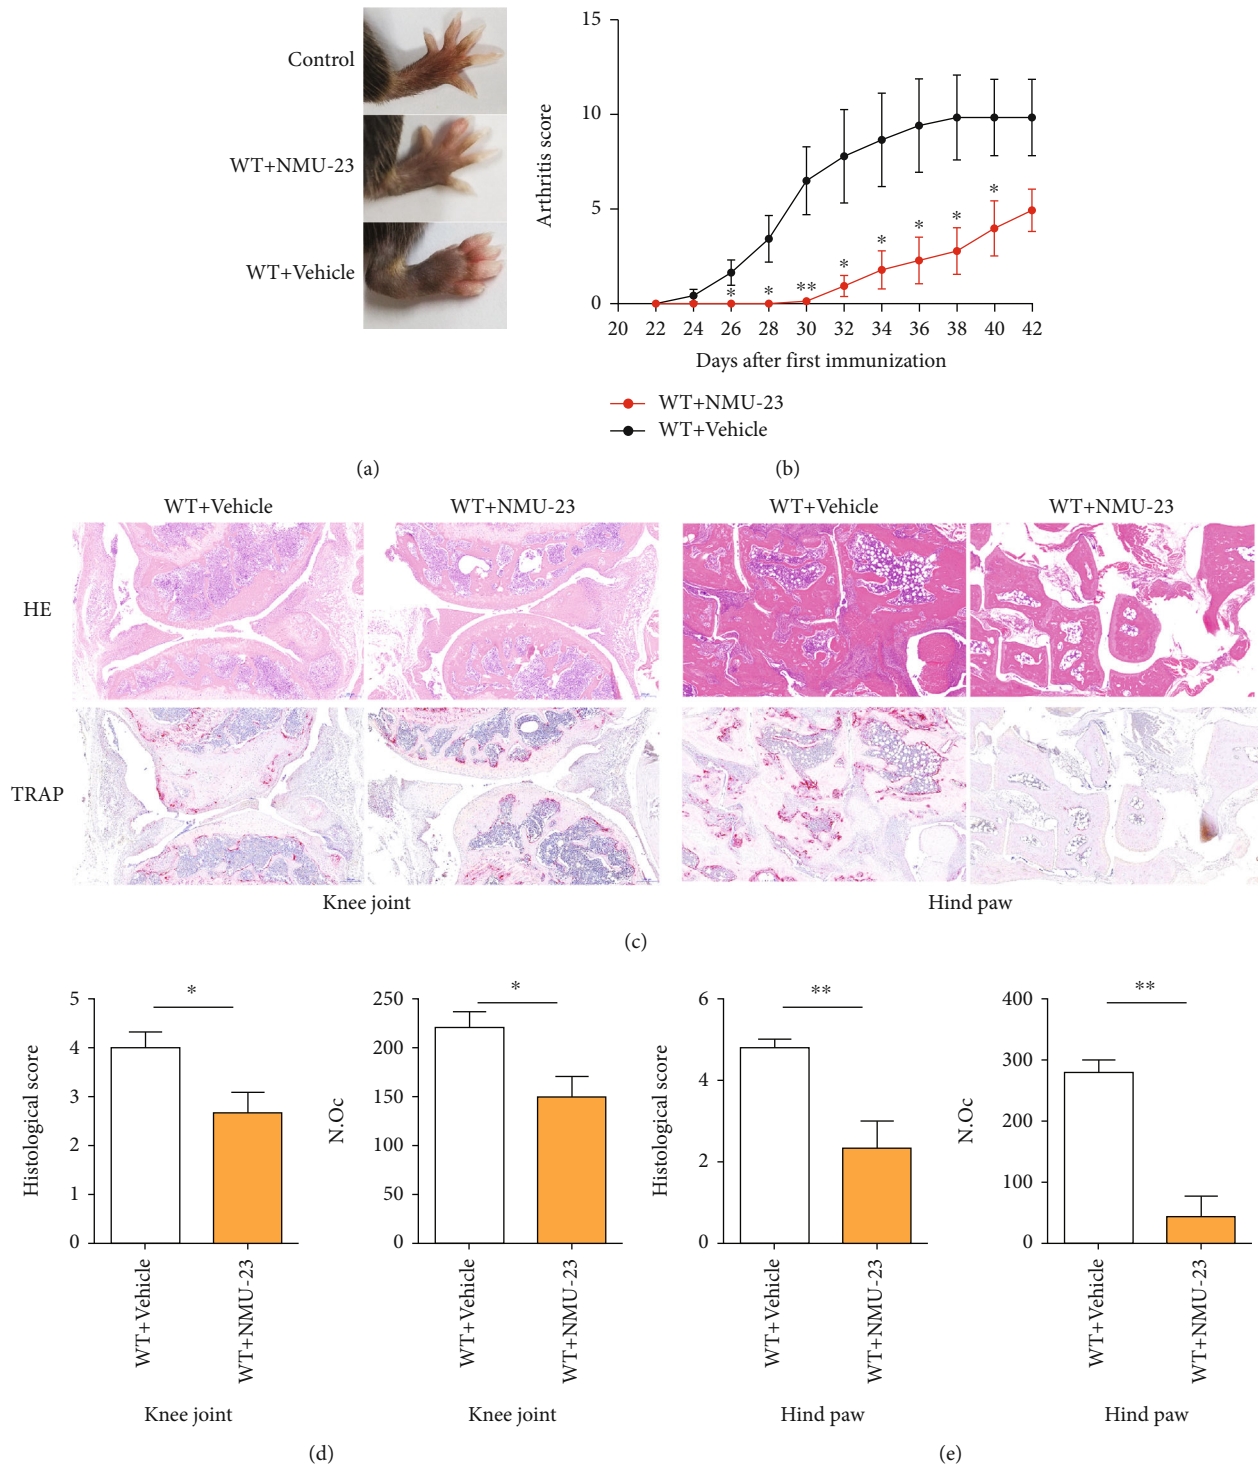 Control
WT+NMU-23
WT+Vehicle
(a)
15
10
5
0
Arthritis score
* * ** * * * * *
20 22 24 26 28 30 32 34 36 38 40 42
Days after first immunization
WT+NMU-23
WT+Vehicle
(b)
WT+Vehicle WT+NMU-23 WT+Vehicle WT+NMU-23
HE
TRAP
Knee joint Hind paw
(c)
*
5
4
3
2
1
0
Histological score
WT+Vehicle
WT+NMU-23
Knee joint
*
250
200
150
100
50
0
N.Oc
WT+Vehicle
WT+NMU-23
Knee joint
(d)
**
6
4
2
0
Histological score
WT+Vehicle
WT+NMU-23
Hind paw
**
400
300
200
100
0
N.Oc
WT+Vehicle
WT+NMU-23
Hind paw
(e)